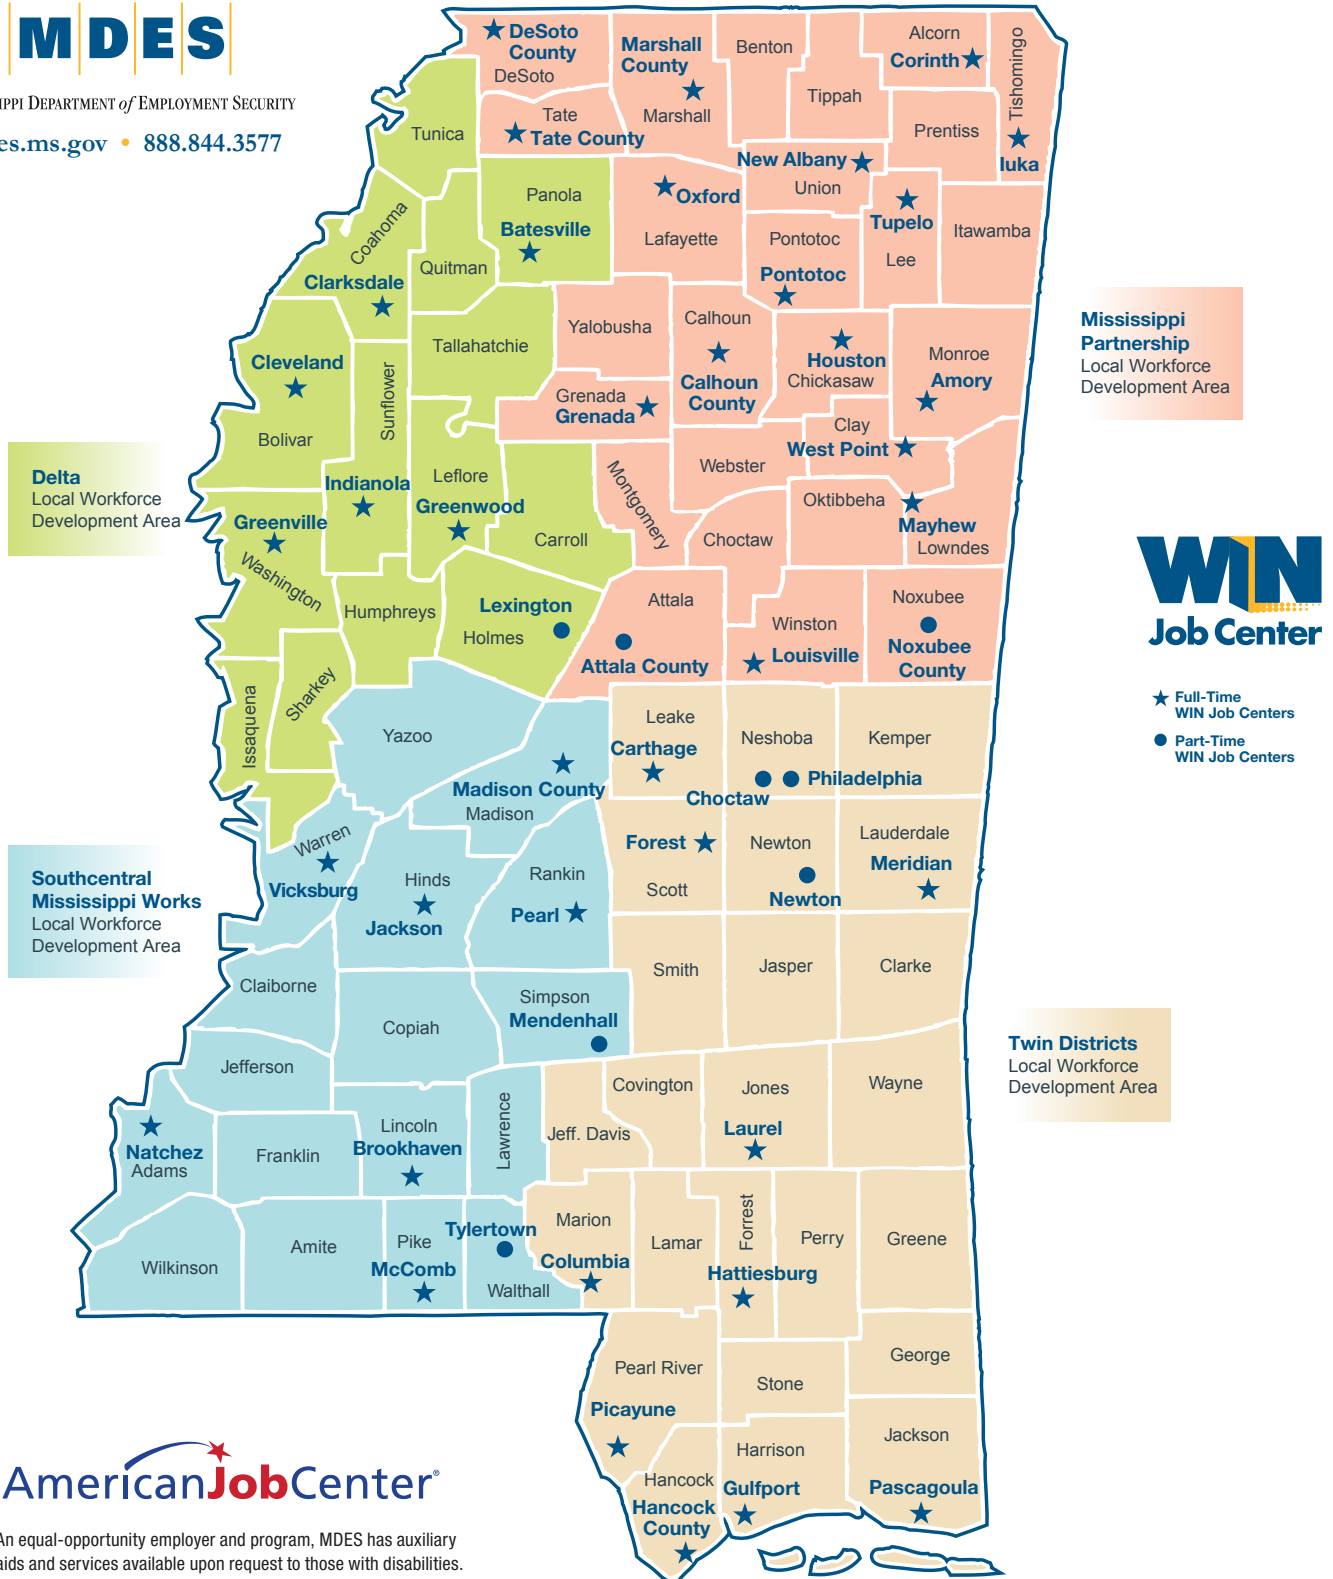 MDES
IPPI DEPARTMENT of EMPLOYMENT SECURITY
es.ms.gov • 888.844.3577
DeSoto
County
DeSoto
Marshall
County
Marshall
Benton
Tippah
Alcorn
Corinth
Tishomingo
Iuka
Prentiss
Tate
Tate County
Tunica
New Albany
Union
Panola
Batesville
Oxford
Lafayette
Tupelo
Lee
Itawamba
Pontotoc
Pontotoc
Coahoma
Clarksdale
Quitman
Yalobusha
Calhoun
Calhoun
County
Houston
Chickasaw
Monroe
Amory
Tallahatchie
Cleveland
Bolivar
Sunflower
Indianola
Grenada
Grenada
Clay
West Point
Webster
Oktibbeha
Mayhew
Lowndes
Leflore
Greenwood
Carroll
Montgomery
Choctaw
Greenville
Washington
Humphreys
Lexington
Holmes
Attala
Attala County
Winston
Louisville
Noxubee
Noxubee
County
Sharkey
Issaquena
Yazoo
Madison County
Madison
Leake
Carthage
Neshoba
Kemper
Choctaw
Philadelphia
Warren
Vicksburg
Hinds
Jackson
Rankin
Pearl
Forest
Scott
Newton
Newton
Lauderdale
Meridian
Claiborne
Copiah
Simpson
Mendenhall
Smith
Jasper
Clarke
Jefferson
Natchez
Adams
Franklin
Lincoln
Brookhaven
Lawrence
Jeff. Davis
Covington
Jones
Laurel
Wayne
Wilkinson
Amite
Pike
McComb
Tylertown
Walthall
Marion
Columbia
Lamar
Forrest
Hattiesburg
Perry
Greene
Pearl River
Picayune
Stone
George
Hancock
Hancock
County
Harrison
Gulfport
Jackson
Pascagoula
Mississippi
Partnership
Local Workforce
Development Area
Delta
Local Workforce
Development Area
Southcentral
Mississippi Works
Local Workforce
Development Area
Twin Districts
Local Workforce
Development Area
WIN
Job Center
Full-Time
WIN Job Centers
Part-Time
WIN Job Centers
AmericanJobCenter®
An equal-opportunity employer and program, MDES has auxiliary
aids and services available upon request to those with disabilities.